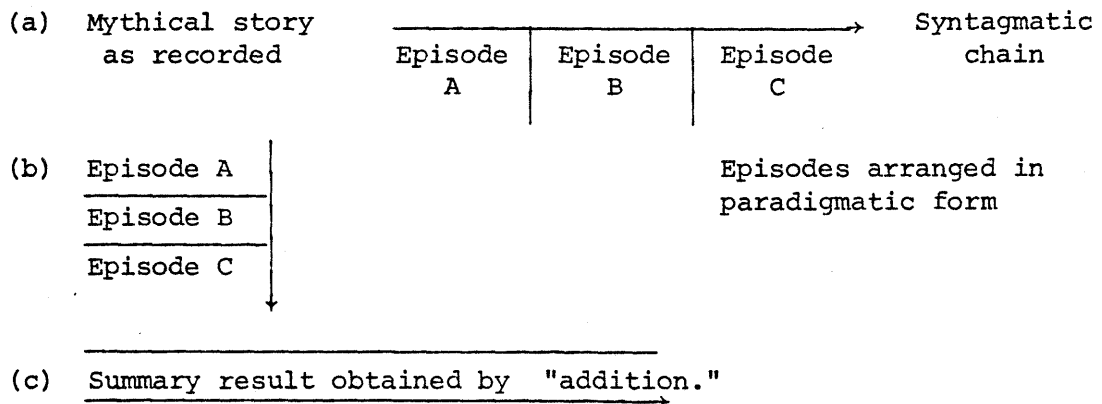 (a) Mythical story Syntagmatic
as recorded Episode Episode Episode chain
A B C
(b) Episode A Episodes arranged in
paradigmatic form
Episode B
Episode C
(c) Summary result obtained by "addition."